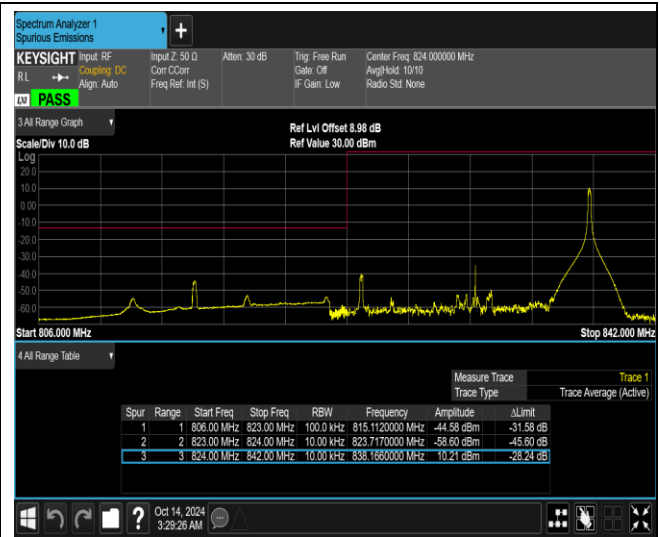 Spectrum Analyzer 1
Spurious Emissions
+
KEYSIGHT Input: RF Input Z: 50 Ω Atten: 30 dB Trig: Free Run Center Freq: 824.000000 MHz
RL Coupling: DC Corr CCorr Gate: Off Avg|Hold: 10/10
Align: Auto Freq Ref: Int (S) IF Gain: Low Radio Std: None
LXI PASS
3 All Range Graph
Ref Lvl Offset 8.98 dB
Scale/Div 10.0 dB Ref Value 30.00 dBm
Log
20.0
10.0
0.00
-10.0
-20.0
-30.0
-40.0
-50.0
-60.0
Start 806.000 MHz Stop 842.000 MHz
4 All Range Table
Measure Trace Trace 1
Trace Type Trace Average (Active)
Spur Range Start Freq Stop Freq RBW Frequency Amplitude ΔLimit
1 1 806.00 MHz 823.00 MHz 100.0 kHz 815.1120000 MHz -44.58 dBm -31.58 dB
2 2 823.00 MHz 824.00 MHz 10.00 kHz 823.7170000 MHz -58.60 dBm -45.60 dB
3 3 824.00 MHz 842.00 MHz 10.00 kHz 838.1660000 MHz 10.21 dBm -28.24 dB
? Oct 14, 2024
3:29:26 AM